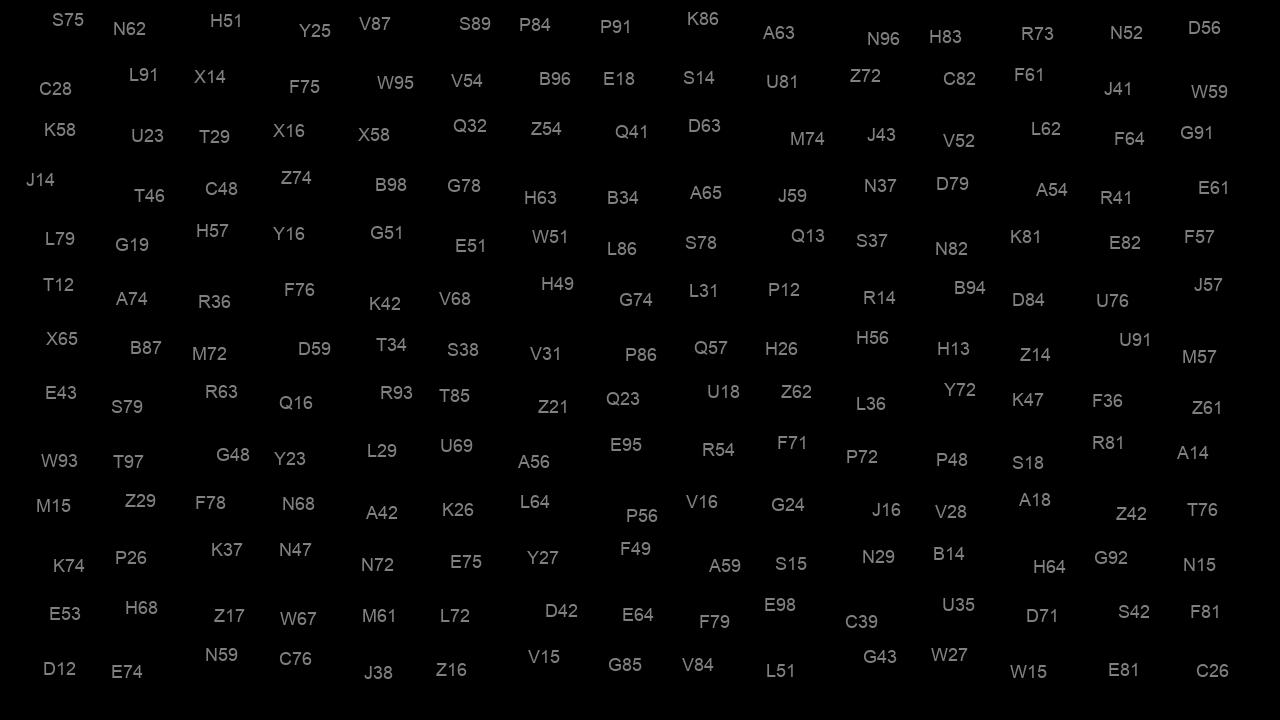 S75 N62 H51 Y25 V87 S89 P84 P91 K86 A63 N96 H83 R73 N52 D56
C28 L91 X14 F75 W95 V54 B96 E18 S14 U81 Z72 C82 F61 J41 W59
K58 U23 T29 X16 X58 Q32 Z54 Q41 D63 M74 J43 V52 L62 F64 G91
J14 T46 C48 Z74 B98 G78 H63 B34 A65 J59 N37 D79 A54 R41 E61
L79 G19 H57 Y16 G51 E51 W51 L86 S78 Q13 S37 N82 K81 E82 F57
T12 A74 R36 F76 K42 V68 H49 G74 L31 P12 R14 B94 D84 U76 J57
X65 B87 M72 D59 T34 S38 V31 P86 Q57 H26 H56 H13 Z14 U91 M57
E43 S79 R63 Q16 R93 T85 Z21 Q23 U18 Z62 L36 Y72 K47 F36 Z61
W93 T97 G48 Y23 L29 U69 A56 E95 R54 F71 P72 P48 S18 R81 A14
M15 Z29 F78 N68 A42 K26 L64 P56 V16 G24 J16 V28 A18 Z42 T76
K74 P26 K37 N47 N72 E75 Y27 F49 A59 S15 N29 B14 H64 G92 N15
E53 H68 Z17 W67 M61 L72 D42 E64 F79 E98 C39 U35 D71 S42 F81
D12 E74 N59 C76 J38 Z16 V15 G85 V84 L51 G43 W27 W15 E81 C26